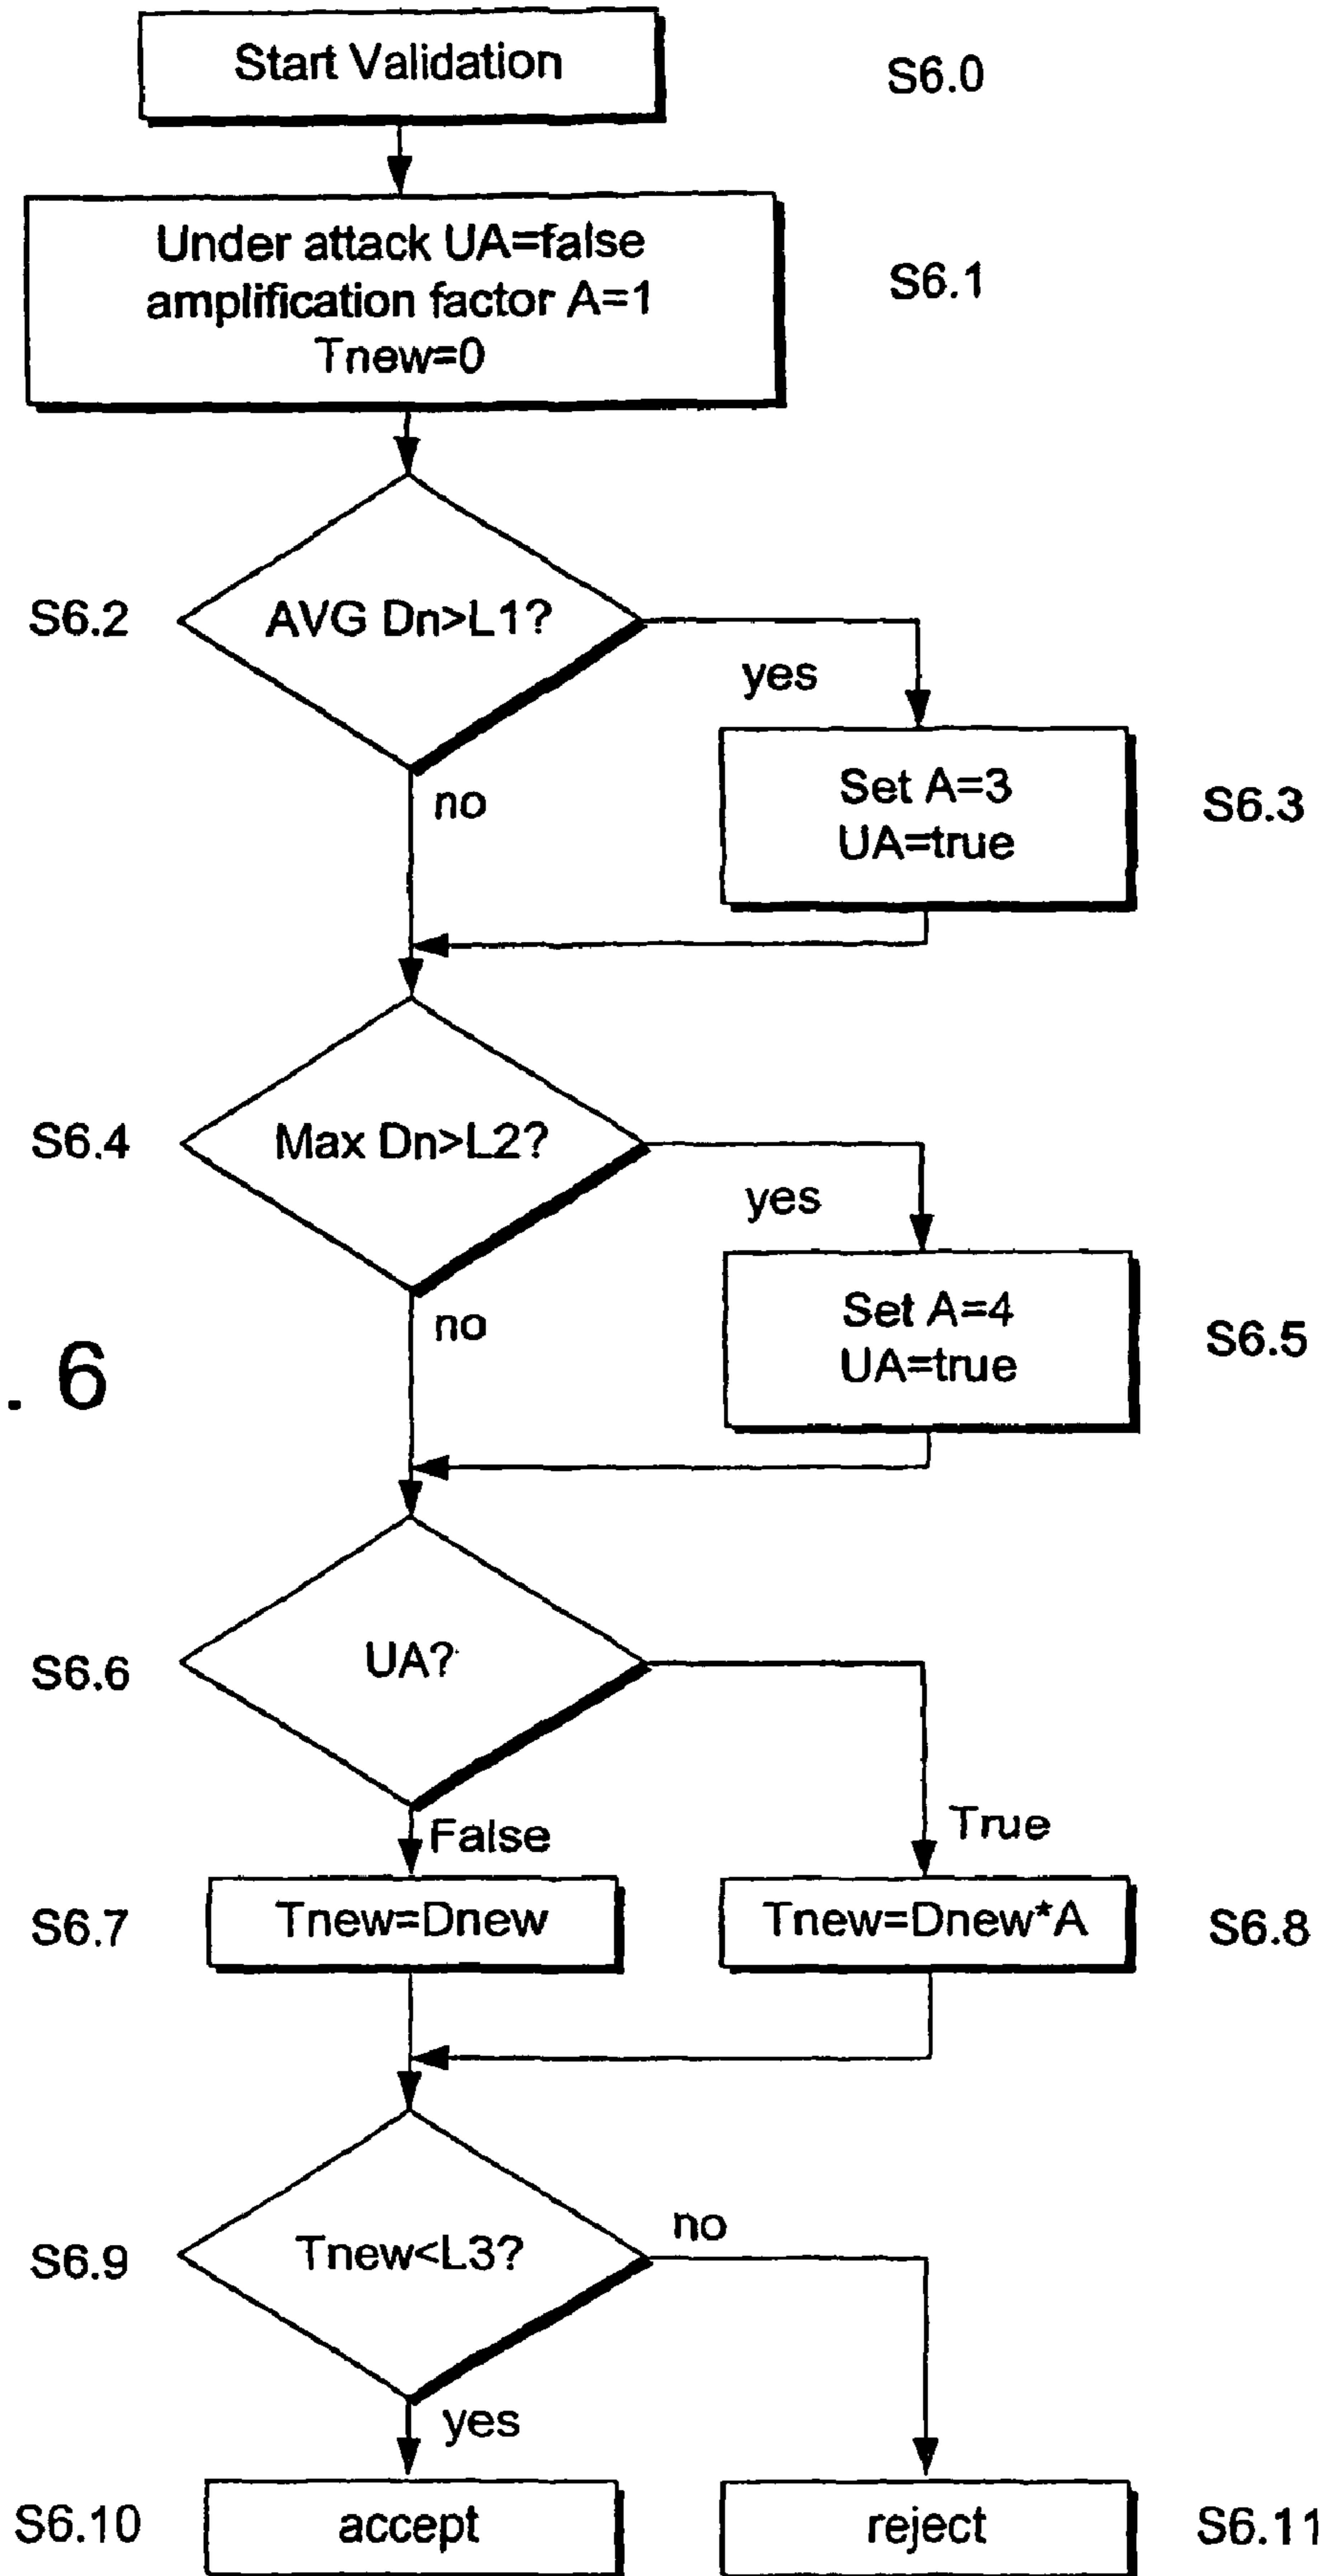 Start Validation
S6.0
Under attack UA=false
amplification factor A=1
Tnew=0
S6.1
S6.2
AVG Dn>L1?
yes
no
Set A=3
UA=true
S6.3
S6.4
Max Dn>L2?
yes
no
Set A=4
UA=true
S6.5
. 6
S6.6
UA?
False
True
S6.7
Tnew=Dnew
Tnew=Dnew*A
S6.8
S6.9
Tnew<L3?
no
yes
S6.10
accept
reject
S6.11